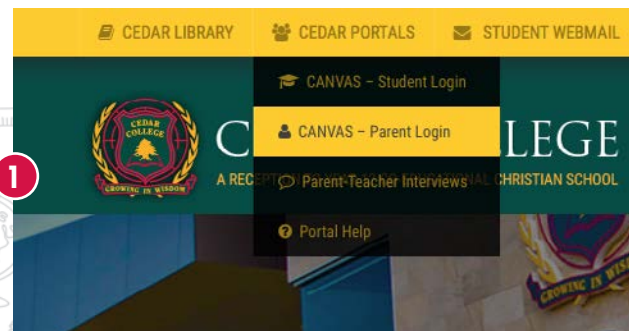 CEDAR LIBRARY CEDAR PORTALS STUDENT WEBMAIL
CANVAS – Student Login
CEDAR
COLLEGE
GROWING IN WISDOM
CANVAS – Parent Login
C LEGE
1
A REC CHRISTIAN SCHOOL
Parent-Teacher Interviews
? Portal Help
GROWING IN WIS